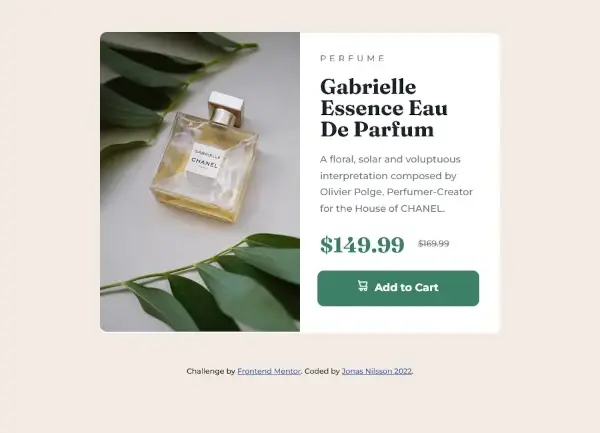 GABRIELLE
CHANEL
PERFUME
Gabrielle
Essence Eau
De Parfum
A floral, solar and voluptuous
interpretation composed by
Olivier Polge, Perfumer-Creator
for the House of CHANEL.
$149.99 $169.99
Add to Cart
Challenge by Frontend Mentor. Coded by Jonas Nilsson 2022.